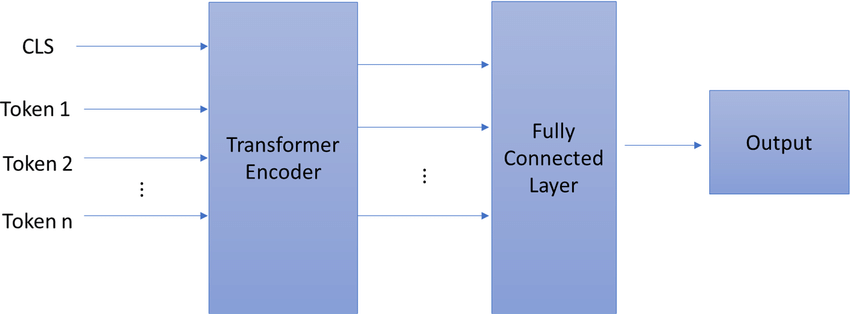 CLS
Token 1
Token 2
⋮
Token n
Transformer
Encoder
⋮
Fully
Connected
Layer
Output